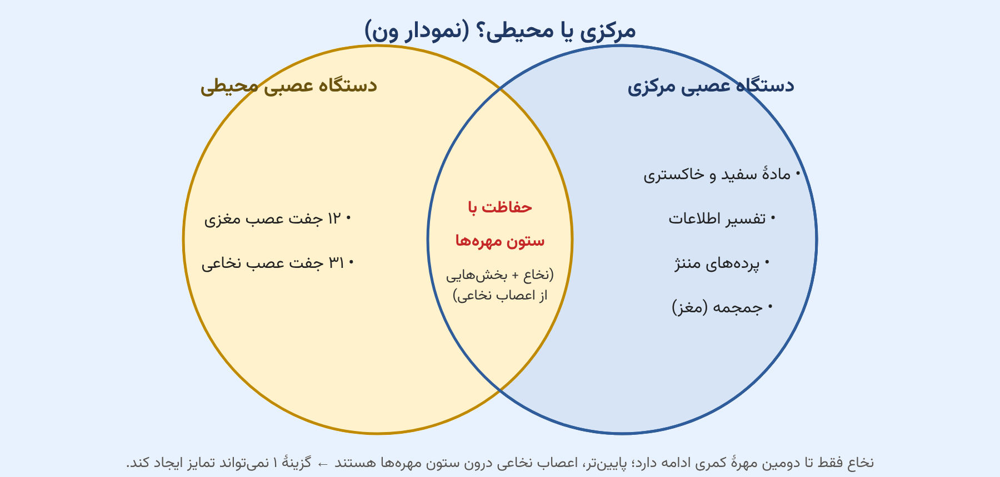 مرکزی یا محیطی؟ (نمودار ون)
دستگاه عصبی مرکزی
• مادهٔ سفید و خاکستری
• تفسیر اطلاعات
• پرده‌های مننژ
• جمجمه (مغز)
حفاظت با
ستون مهره‌ها
(نخاع + بخش‌هایی
از اعصاب نخاعی)
دستگاه عصبی محیطی
• ۱۲ جفت عصب مغزی
• ۳۱ جفت عصب نخاعی
نخاع فقط تا دومین مهرهٔ کمری ادامه دارد؛ پایین‌تر، اعصاب نخاعی درون ستون مهره‌ها هستند ← گزینهٔ ۱ نمی‌تواند تمایز ایجاد کند.